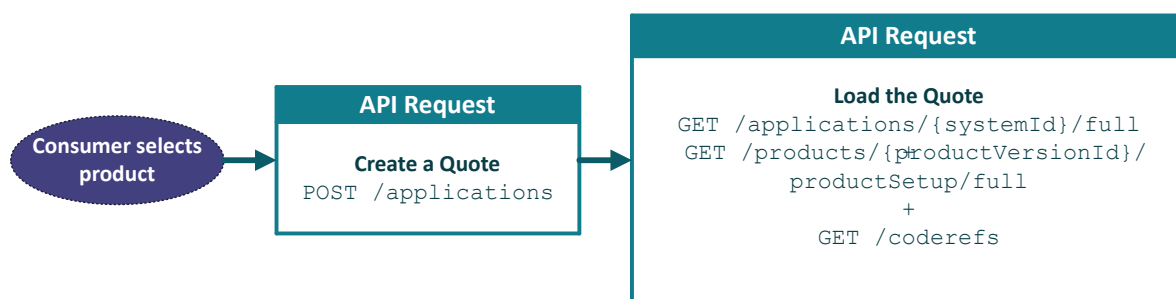 Consumer selects
product
API Request
Create a Quote
POST /applications
API Request
Load the Quote
GET /applications/{systemId}/full
+
GET /products/{productVersionId}/
productSetup/full
+
GET /coderefs